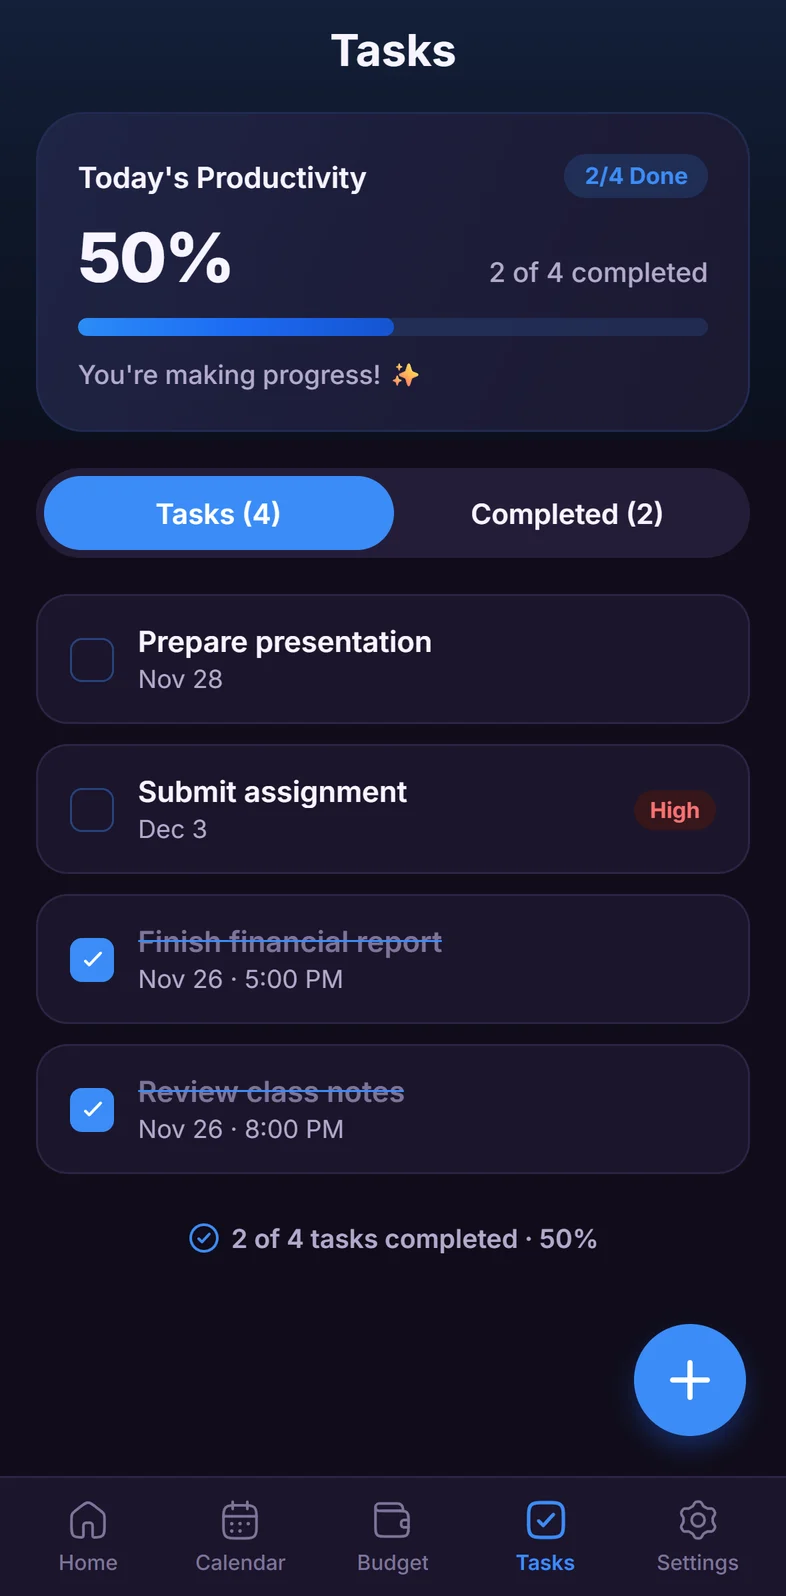 Tasks
Today's Productivity
2/4 Done
50%
2 of 4 completed
You're making progress! ✨
Tasks (4)
Completed (2)
Prepare presentation
Nov 28
Submit assignment
Dec 3
High
Finish financial report
Nov 26 · 5:00 PM
Review class notes
Nov 26 · 8:00 PM
2 of 4 tasks completed · 50%
Home
Calendar
Budget
Tasks
Settings